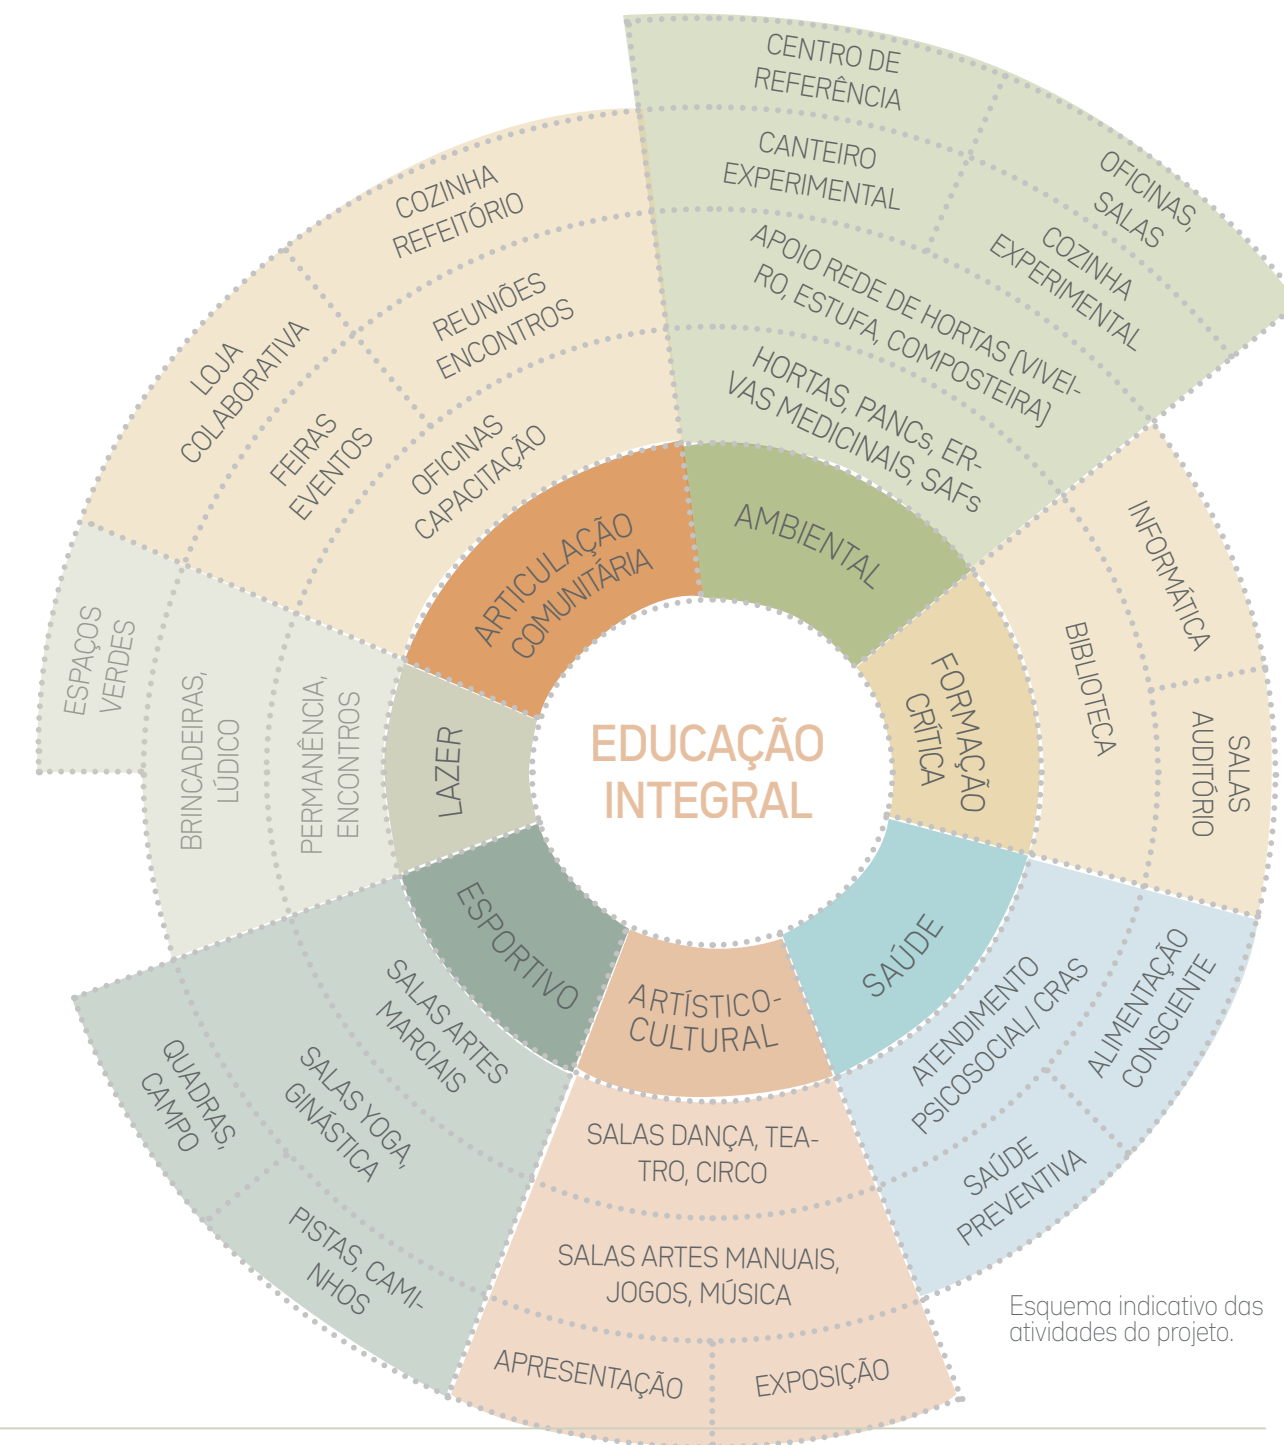 EDUCAÇÃO
INTEGRAL
AMBIENTAL
CENTRO DE
REFERÊNCIA
OFICINAS,
SALAS
CANTEIRO
EXPERIMENTAL
COZINHA
EXPERIMENTAL
APOIO REDE DE HORTAS (VIVEI-
RO, ESTUFA, COMPOSTEIRA)
HORTAS, PANCs, ER-
VAS MEDICINAIS, SAFs
FORMAÇÃO
CRÍTICA
BIBLIOTECA
INFORMÁTICA
SALAS
AUDITÓRIO
SAÚDE
ATENDIMENTO
PSICOSOCIAL/ CRAS
ALIMENTAÇÃO
CONSCIENTE
SAÚDE
PREVENTIVA
ARTÍSTICO-
CULTURAL
SALAS DANÇA, TEA-
TRO, CIRCO
SALAS ARTES MANUAIS,
JOGOS, MÚSICA
APRESENTAÇÃO
EXPOSIÇÃO
ESPORTIVO
SALAS ARTES
MARCIAIS
SALAS YOGA,
GINÁSTICA
QUADRAS,
CAMPO
PISTAS, CAMI-
NHOS
LAZER
PERMANÊNCIA,
ENCONTROS
BRINCADEIRAS,
LÚDICO
ESPAÇOS
VERDES
ARTICULAÇÃO
COMUNITÁRIA
OFICINAS
CAPACITAÇÃO
FEIRAS
EVENTOS
REUNIÕES
ENCONTROS
LOJA
COLABORATIVA
COZINHA
REFEITÓRIO
Esquema indicativo das
atividades do projeto.